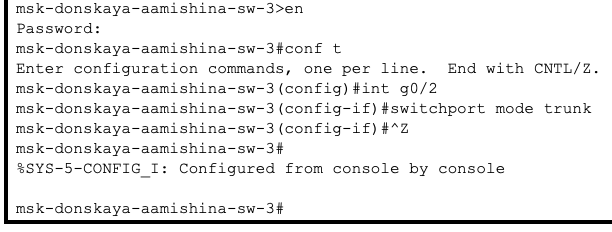 msk-donskaya-aamishina-sw-3>en
Password:
msk-donskaya-aamishina-sw-3#conf t
Enter configuration commands, one per line.  End with CNTL/Z.
msk-donskaya-aamishina-sw-3(config)#int g0/2
msk-donskaya-aamishina-sw-3(config-if)#switchport mode trunk
msk-donskaya-aamishina-sw-3(config-if)#^Z
msk-donskaya-aamishina-sw-3#
%SYS-5-CONFIG_I: Configured from console by console
msk-donskaya-aamishina-sw-3#